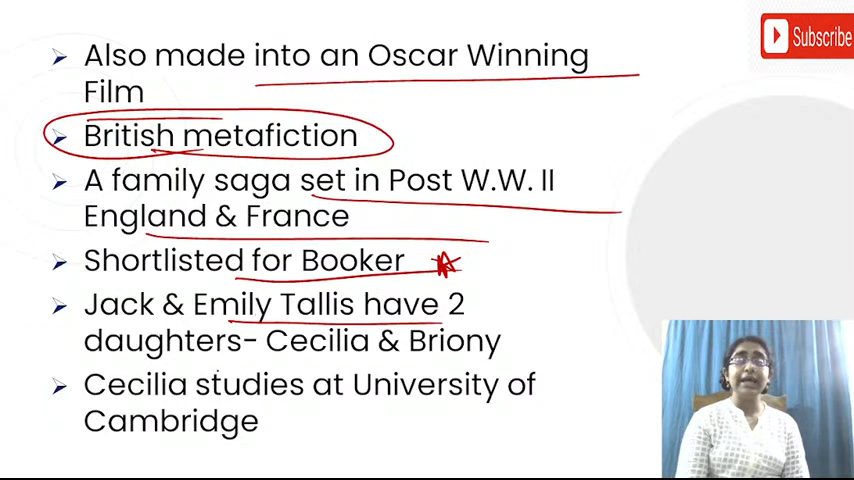 Subscribe
Also made into an Oscar Winning
Film
British metafiction
A family saga set in Post W.W. II
England & France
Shortlisted for Booker
Jack & Emily Tallis have 2
daughters- Cecilia & Briony
Cecilia studies at University of
Cambridge